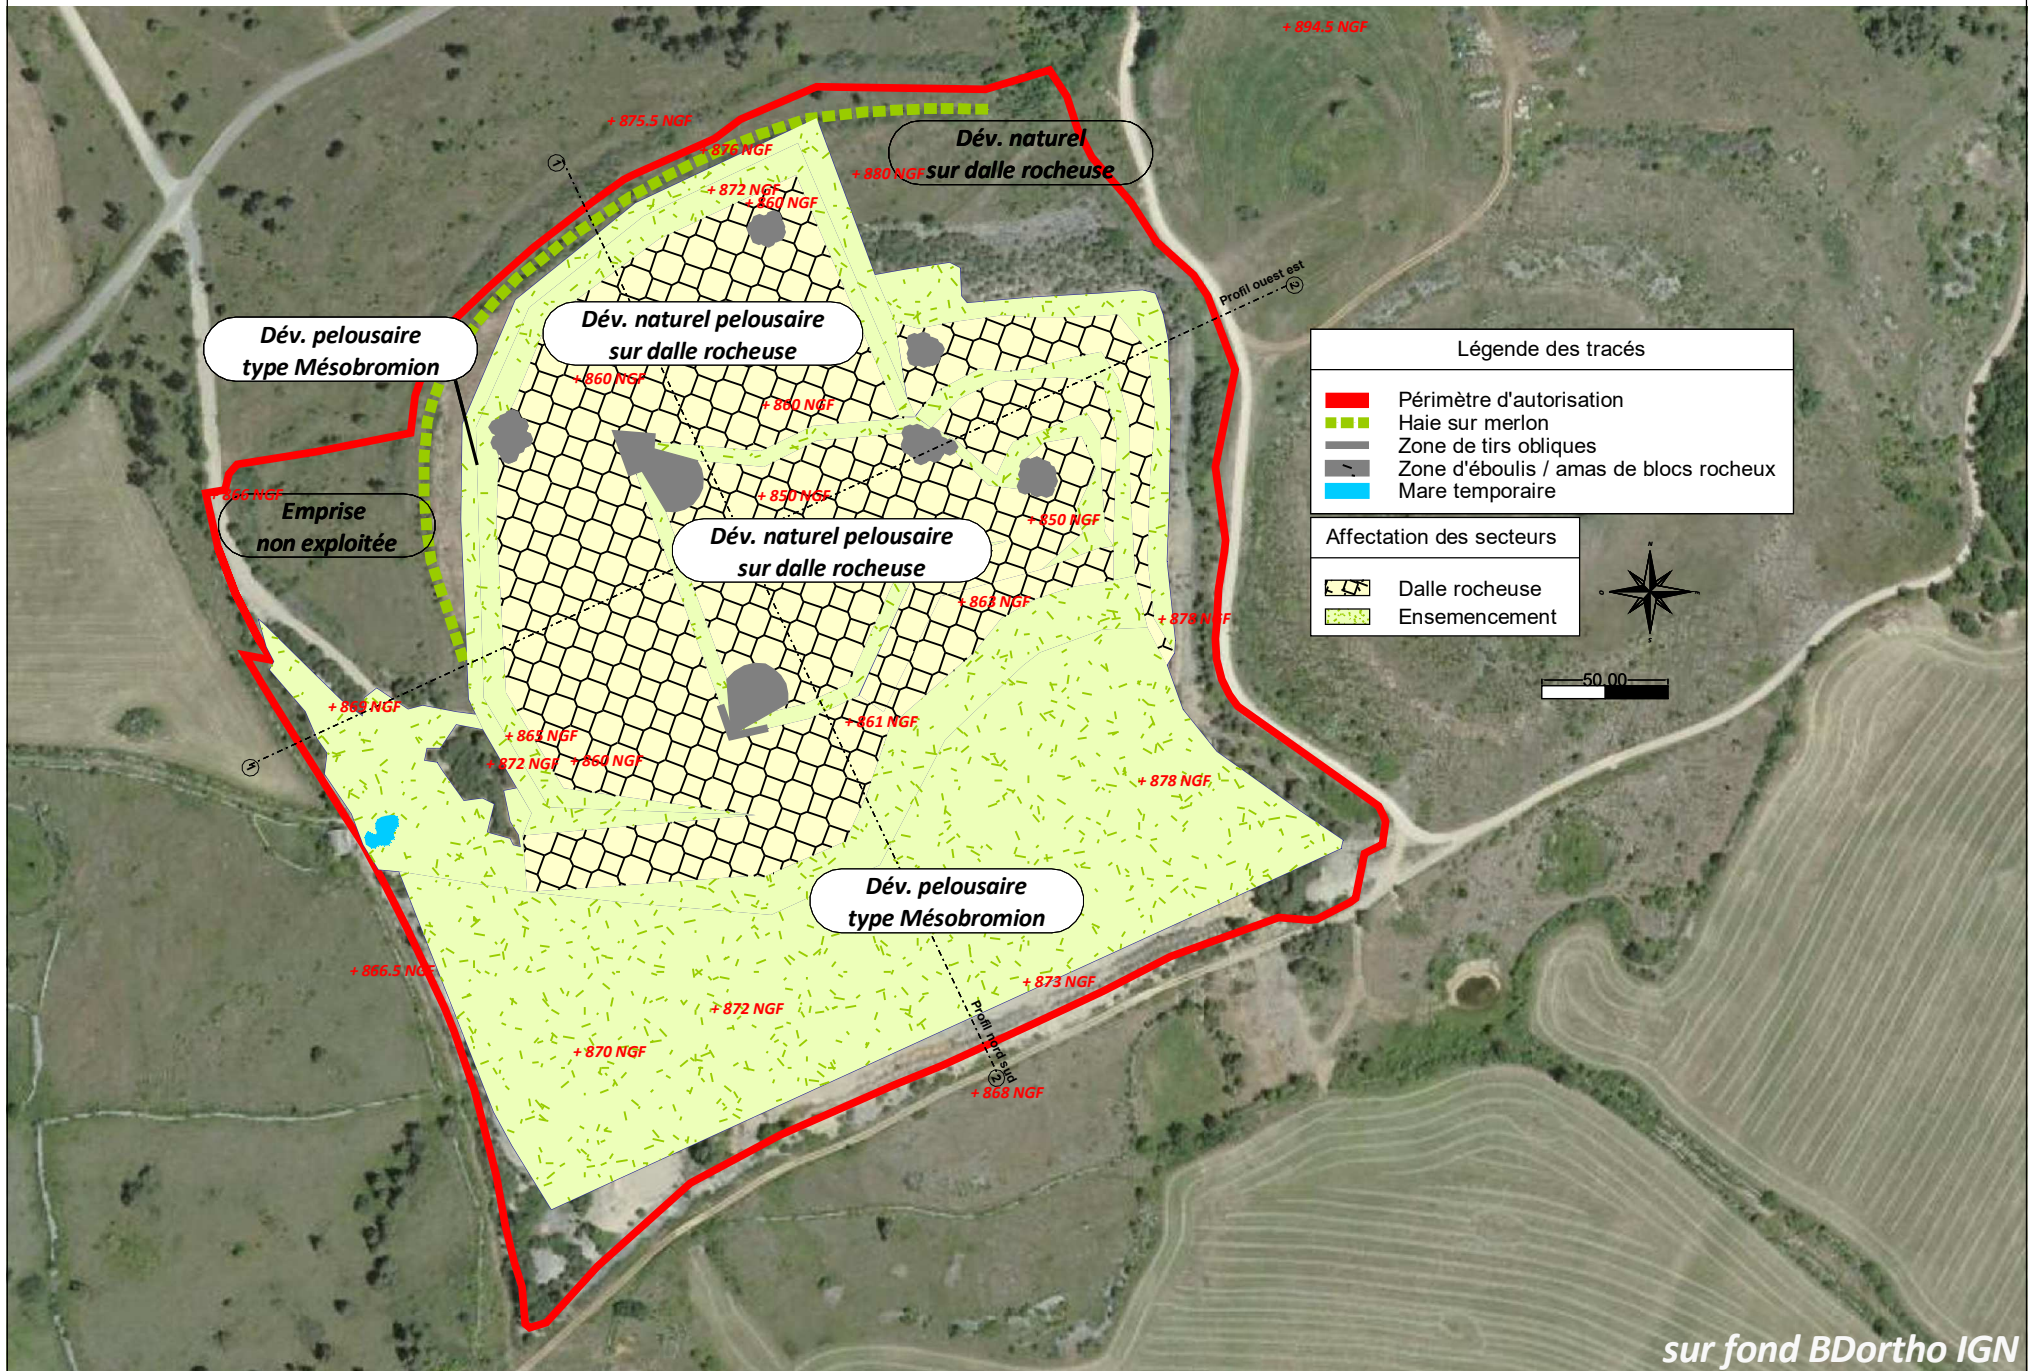 + 894.5 NGF
+ 875.5 NGF
Dév. naturel
sur dalle rocheuse
+ 876 NGF
1
+ 880 NGF
+ 872 NGF
+ 860 NGF
Profil ouest est
2
Dév. pelousaire
type Mésobromion
Dév. naturel pelousaire
sur dalle rocheuse
+ 860 NGF
+ 860 NGF
Légende des tracés
Périmètre d'autorisation
Haie sur merlon
Zone de tirs obliques
Zone d'éboulis / amas de blocs rocheux
Mare temporaire
+ 866 NGF
Emprise
non exploitée
+ 850 NGF
+ 850 NGF
Dév. naturel pelousaire
sur dalle rocheuse
Affectation des secteurs
Dalle rocheuse
Ensemencement
N
S
50.00
+ 863 NGF
+ 878 NGF
+ 869 NGF
+ 865 NGF
+ 861 NGF
+ 872 NGF
+ 860 NGF
+ 878 NGF
1
Dév. pelousaire
type Mésobromion
+ 866.5 NGF
+ 873 NGF
+ 872 NGF
Profil nord sud
2
+ 870 NGF
+ 868 NGF
sur fond BDortho IGN